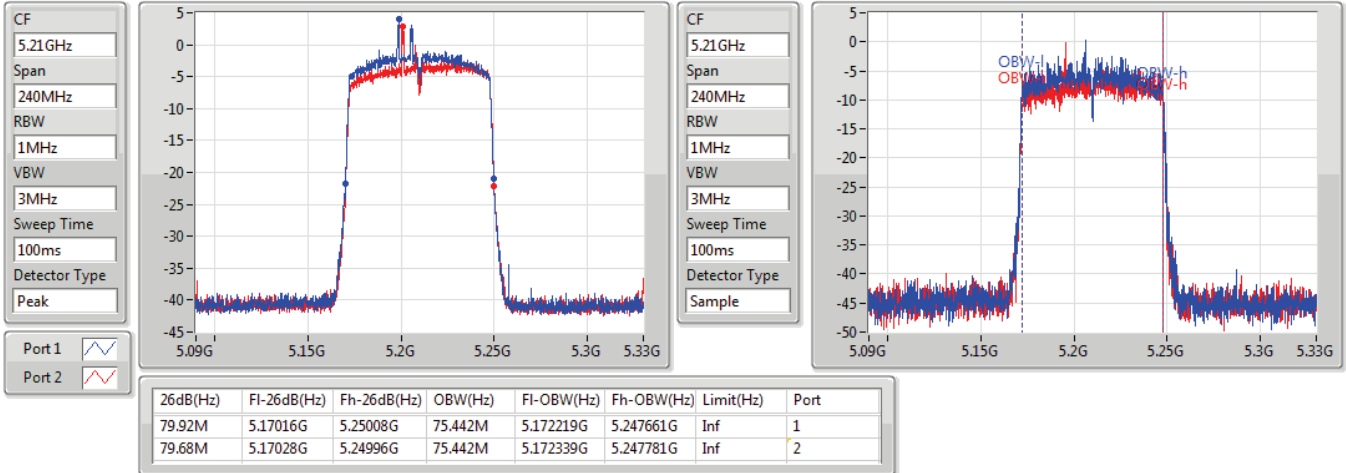 CF
5.21GHz
Span
240MHz
RBW
1MHz
VBW
3MHz
Sweep Time
100ms
Detector Type
Peak
Port 1
Port 2
5
0
-5
-10
-15
-20
-25
-30
-35
-40
-45
5.09G 5.15G 5.2G 5.25G 5.3G 5.33G
CF
5.21GHz
Span
240MHz
RBW
1MHz
VBW
3MHz
Sweep Time
100ms
Detector Type
Sample
5
0
-5
-10
-15
-20
-25
-30
-35
-40
-45
-50
OBW-l
OBW-h
OBW-h
5.09G 5.15G 5.2G 5.25G 5.3G 5.33G
26dB(Hz) Fl-26dB(Hz) Fh-26dB(Hz) OBW(Hz) Fl-OBW(Hz) Fh-OBW(Hz) Limit(Hz) Port
79.92M 5.17016G 5.25008G 75.442M 5.172219G 5.247661G Inf 1
79.68M 5.17028G 5.24996G 75.442M 5.172339G 5.247781G Inf 2